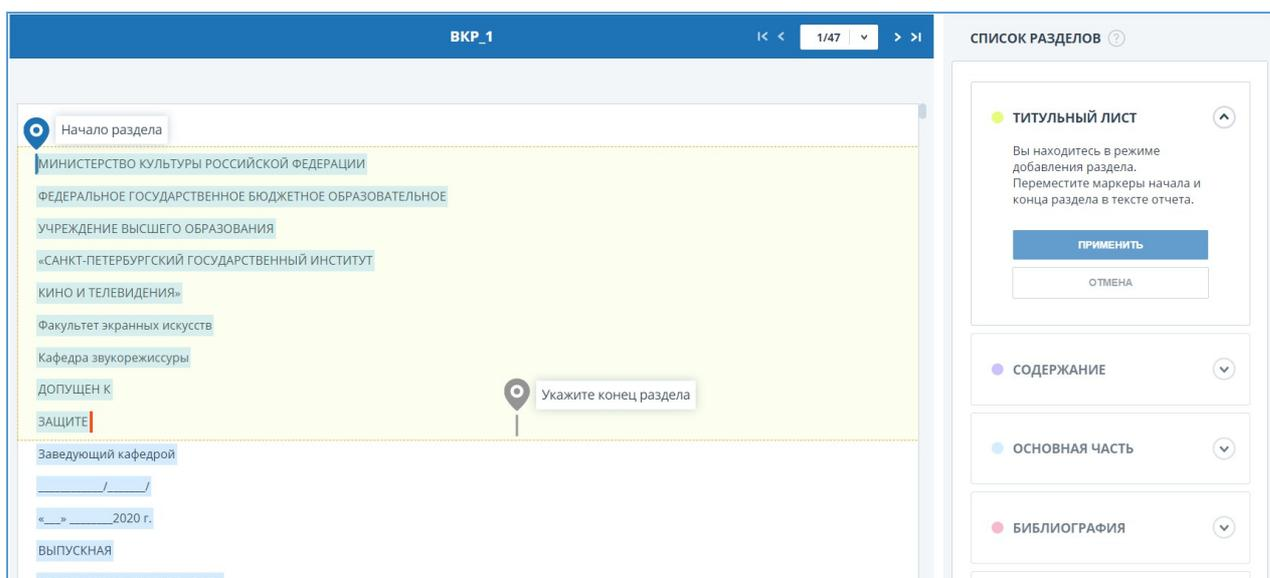 ВКР_1
1/47
СПИСОК РАЗДЕЛОВ ?
Начало раздела
МИНИСТЕРСТВО КУЛЬТУРЫ РОССИЙСКОЙ ФЕДЕРАЦИИ
ФЕДЕРАЛЬНОЕ ГОСУДАРСТВЕННОЕ БЮДЖЕТНОЕ ОБРАЗОВАТЕЛЬНОЕ
УЧРЕЖДЕНИЕ ВЫСШЕГО ОБРАЗОВАНИЯ
«САНКТ-ПЕТЕРБУРГСКИЙ ГОСУДАРСТВЕННЫЙ ИНСТИТУТ
КИНО И ТЕЛЕВИДЕНИЯ»
Факультет экранных искусств
Кафедра звукорежиссуры
ДОПУЩЕН К
Укажите конец раздела
ЗАЩИТЕ
Заведующий кафедрой
____________/_______/
«___» ________2020 г.
ВЫПУСКНАЯ
ТИТУЛЬНЫЙ ЛИСТ
Вы находитесь в режиме
добавления раздела.
Переместите маркеры начала и
конца раздела в тексте отчета.
ПРИМЕНИТЬ
ОТМЕНА
СОДЕРЖАНИЕ
ОСНОВНАЯ ЧАСТЬ
БИБЛИОГРАФИЯ